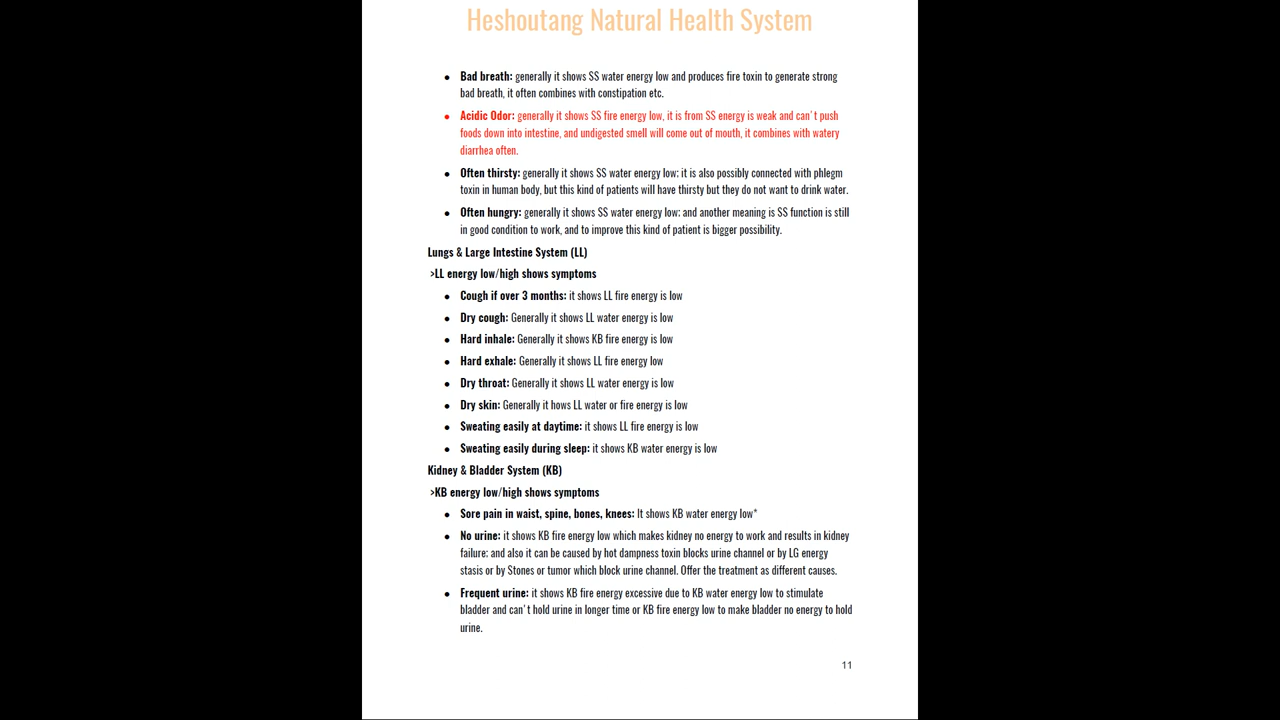 Heshoutang Natural Health System
• Bad breath: generally it shows SS water energy low and produces fire toxin to generate strong
bad breath, it often combines with constipation etc.
• Acidic Odor: generally it shows SS fire energy low, it is from SS energy is weak and can't push
foods down into intestine, and undigested smell will come out of mouth, it combines with watery
diarrhea often.
• Often thirsty: generally it shows SS water energy low; it is also possibly connected with phlegm
toxin in human body, but this kind of patients will have thirsty but they do not want to drink water.
• Often hungry: generally it shows SS water energy low; and another meaning is SS function is still
in good condition to work, and to improve this kind of patient is bigger possibility.
Lungs & Large Intestine System (LL)
>LL energy low/high shows symptoms
• Cough if over 3 months: it shows LL fire energy is low
• Dry cough: Generally it shows LL water energy is low
• Hard inhale: Generally it shows KB fire energy is low
• Hard exhale: Generally it shows LL fire energy low
• Dry throat: Generally it shows LL water energy is low
• Dry skin: Generally it hows LL water or fire energy is low
• Sweating easily at daytime: it shows LL fire energy is low
• Sweating easily during sleep: it shows KB water energy is low
Kidney & Bladder System (KB)
>KB energy low/high shows symptoms
• Sore pain in waist, spine, bones, knees: It shows KB water energy low*
• No urine: it shows KB fire energy low which makes kidney no energy to work and results in kidney
failure; and also it can be caused by hot dampness toxin blocks urine channel or by LG energy
stasis or by Stones or tumor which block urine channel. Offer the treatment as different causes.
• Frequent urine: it shows KB fire energy excessive due to KB water energy low to stimulate
bladder and can't hold urine in longer time or KB fire energy low to make bladder no energy to hold
urine.
11